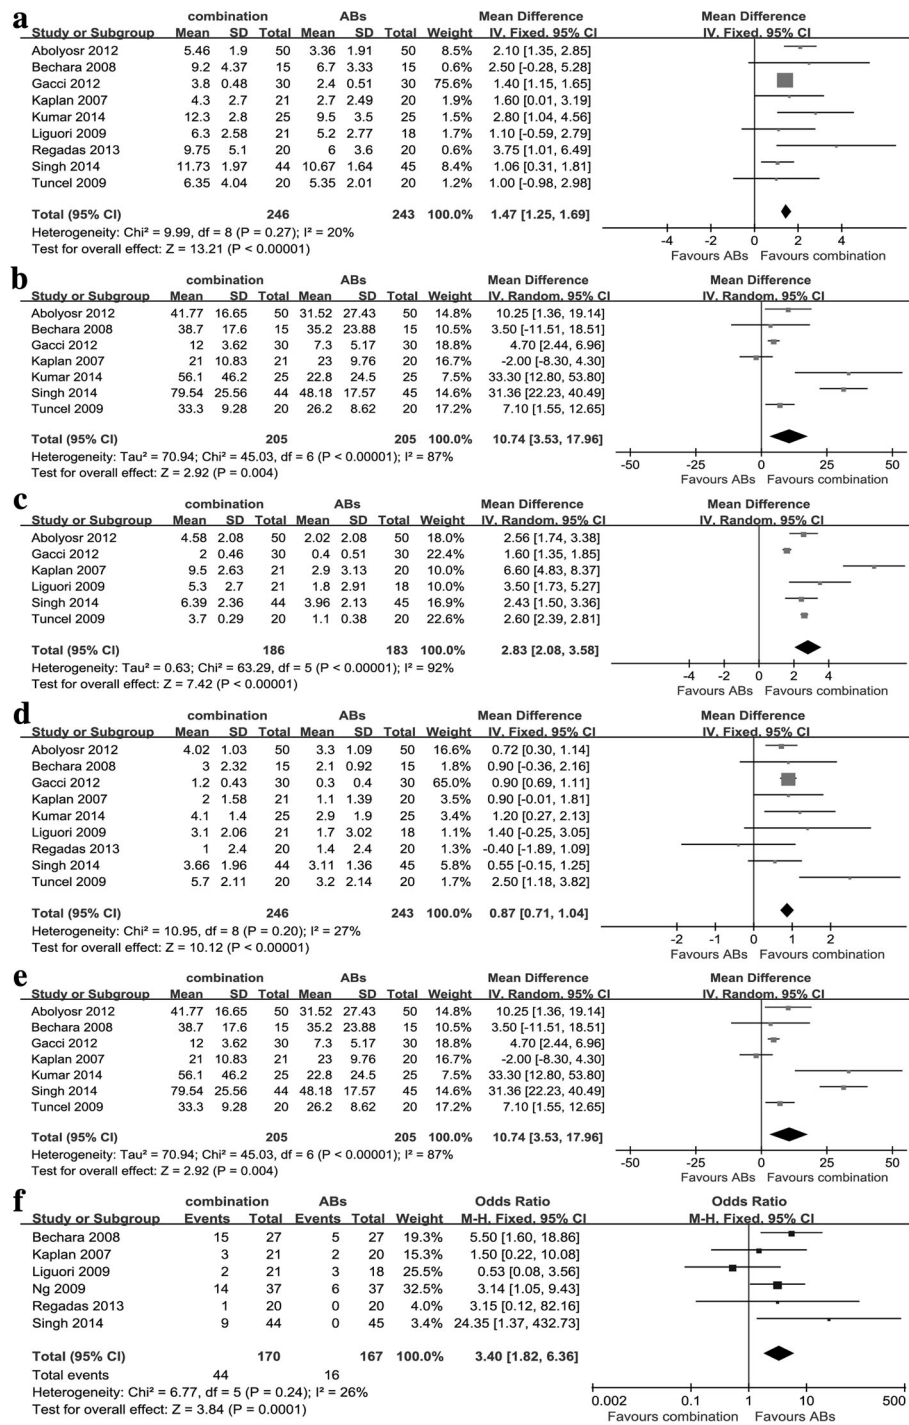 a
combination ABs Mean Difference Mean Difference
Study or Subgroup Mean SD Total Mean SD Total Weight IV, Fixed, 95% CI IV, Fixed, 95% CI
Abolyosr 2012 5.46 1.9 50 3.36 1.91 50 8.5% 2.10 [1.35, 2.85]
Bechara 2008 9.2 4.37 15 6.7 3.33 15 0.6% 2.50 [-0.28, 5.28]
Gacci 2012 3.8 0.48 30 2.4 0.51 30 75.6% 1.40 [1.15, 1.65]
Kaplan 2007 4.3 2.7 21 2.7 2.49 20 1.9% 1.60 [0.01, 3.19]
Kumar 2014 12.3 2.8 25 9.5 3.5 25 1.5% 2.80 [1.04, 4.56]
Liguori 2009 6.3 2.58 21 5.2 2.77 18 1.7% 1.10 [-0.59, 2.79]
Regadas 2013 9.75 5.1 20 6 3.6 20 0.6% 3.75 [1.01, 6.49]
Singh 2014 11.73 1.97 44 10.67 1.64 45 8.4% 1.06 [0.31, 1.81]
Tuncel 2009 6.35 4.04 20 5.35 2.01 20 1.2% 1.00 [-0.98, 2.98]
Total (95% CI) 246 243 100.0% 1.47 [1.25, 1.69]
Heterogeneity: Chi² = 9.99, df = 8 (P = 0.27); I² = 20%
Test for overall effect: Z = 13.21 (P < 0.00001)
-4 -2 0 2 4
Favours ABs Favours combination
b
combination ABs Mean Difference Mean Difference
Study or Subgroup Mean SD Total Mean SD Total Weight IV, Random, 95% CI IV, Random, 95% CI
Abolyosr 2012 41.77 16.65 50 31.52 27.43 50 14.8% 10.25 [1.36, 19.14]
Bechara 2008 38.7 17.6 15 35.2 23.88 15 10.5% 3.50 [-11.51, 18.51]
Gacci 2012 12 3.62 30 7.3 5.17 30 18.8% 4.70 [2.44, 6.96]
Kaplan 2007 21 10.83 21 23 9.76 20 16.7% -2.00 [-8.30, 4.30]
Kumar 2014 56.1 46.2 25 22.8 24.5 25 7.5% 33.30 [12.80, 53.80]
Singh 2014 79.54 25.56 44 48.18 17.57 45 14.6% 31.36 [22.23, 40.49]
Tuncel 2009 33.3 9.28 20 26.2 8.62 20 17.2% 7.10 [1.55, 12.65]
Total (95% CI) 205 205 100.0% 10.74 [3.53, 17.96]
Heterogeneity: Tau² = 70.94; Chi² = 45.03, df = 6 (P < 0.00001); I² = 87%
Test for overall effect: Z = 2.92 (P = 0.004)
-50 -25 0 25 50
Favours ABs Favours combination
c
combination ABs Mean Difference Mean Difference
Study or Subgroup Mean SD Total Mean SD Total Weight IV, Random, 95% CI IV, Random, 95% CI
Abolyosr 2012 4.58 2.08 50 2.02 2.08 50 18.0% 2.56 [1.74, 3.38]
Gacci 2012 2 0.46 30 0.4 0.51 30 22.4% 1.60 [1.35, 1.85]
Kaplan 2007 9.5 2.63 21 2.9 3.13 20 10.0% 6.60 [4.83, 8.37]
Liguori 2009 5.3 2.7 21 1.8 2.91 18 10.0% 3.50 [1.73, 5.27]
Singh 2014 6.39 2.36 44 3.96 2.13 45 16.9% 2.43 [1.50, 3.36]
Tuncel 2009 3.7 0.29 20 1.1 0.38 20 22.6% 2.60 [2.39, 2.81]
Total (95% CI) 186 183 100.0% 2.83 [2.08, 3.58]
Heterogeneity: Tau² = 0.63; Chi² = 63.29, df = 5 (P < 0.00001); I² = 92%
Test for overall effect: Z = 7.42 (P < 0.00001)
-4 -2 0 2 4
Favours ABs Favours combination
d
combination ABs Mean Difference Mean Difference
Study or Subgroup Mean SD Total Mean SD Total Weight IV, Fixed, 95% CI IV, Fixed, 95% CI
Abolyosr 2012 4.02 1.03 50 3.3 1.09 50 16.6% 0.72 [0.30, 1.14]
Bechara 2008 3 2.32 15 2.1 0.92 15 1.8% 0.90 [-0.36, 2.16]
Gacci 2012 1.2 0.43 30 0.3 0.4 30 65.0% 0.90 [0.69, 1.11]
Kaplan 2007 2 1.58 21 1.1 1.39 20 3.5% 0.90 [-0.01, 1.81]
Kumar 2014 4.1 1.4 25 2.9 1.9 25 3.4% 1.20 [0.27, 2.13]
Liguori 2009 3.1 2.06 21 1.7 3.02 18 1.1% 1.40 [-0.25, 3.05]
Regadas 2013 1 2.4 20 1.4 2.4 20 1.3% -0.40 [-1.89, 1.09]
Singh 2014 3.66 1.96 44 3.11 1.36 45 5.8% 0.55 [-0.15, 1.25]
Tuncel 2009 5.7 2.11 20 3.2 2.14 20 1.7% 2.50 [1.18, 3.82]
Total (95% CI) 246 243 100.0% 0.87 [0.71, 1.04]
Heterogeneity: Chi² = 10.95, df = 8 (P = 0.20); I² = 27%
Test for overall effect: Z = 10.12 (P < 0.00001)
-2 -1 0 1 2
Favours ABs Favours combination
e
combination ABs Mean Difference Mean Difference
Study or Subgroup Mean SD Total Mean SD Total Weight IV, Random, 95% CI IV, Random, 95% CI
Abolyosr 2012 41.77 16.65 50 31.52 27.43 50 14.8% 10.25 [1.36, 19.14]
Bechara 2008 38.7 17.6 15 35.2 23.88 15 10.5% 3.50 [-11.51, 18.51]
Gacci 2012 12 3.62 30 7.3 5.17 30 18.8% 4.70 [2.44, 6.96]
Kaplan 2007 21 10.83 21 23 9.76 20 16.7% -2.00 [-8.30, 4.30]
Kumar 2014 56.1 46.2 25 22.8 24.5 25 7.5% 33.30 [12.80, 53.80]
Singh 2014 79.54 25.56 44 48.18 17.57 45 14.6% 31.36 [22.23, 40.49]
Tuncel 2009 33.3 9.28 20 26.2 8.62 20 17.2% 7.10 [1.55, 12.65]
Total (95% CI) 205 205 100.0% 10.74 [3.53, 17.96]
Heterogeneity: Tau² = 70.94; Chi² = 45.03, df = 6 (P < 0.00001); I² = 87%
Test for overall effect: Z = 2.92 (P = 0.004)
-50 -25 0 25 50
Favours ABs Favours combination
f
combination ABs Odds Ratio Odds Ratio
Study or Subgroup Events Total Events Total Weight M-H, Fixed, 95% CI M-H, Fixed, 95% CI
Bechara 2008 15 27 5 27 19.3% 5.50 [1.60, 18.86]
Kaplan 2007 3 21 2 20 15.3% 1.50 [0.22, 10.08]
Liguori 2009 2 21 3 18 25.5% 0.53 [0.08, 3.56]
Ng 2009 14 37 6 37 32.5% 3.14 [1.05, 9.43]
Regadas 2013 1 20 0 20 4.0% 3.15 [0.12, 82.16]
Singh 2014 9 44 0 45 3.4% 24.35 [1.37, 432.73]
Total (95% CI) 170 167 100.0% 3.40 [1.82, 6.36]
Total events 44 16
Heterogeneity: Chi² = 6.77, df = 5 (P = 0.24); I² = 26%
Test for overall effect: Z = 3.84 (P = 0.0001)
0.002 0.1 1 10 500
Favours combination Favours ABs